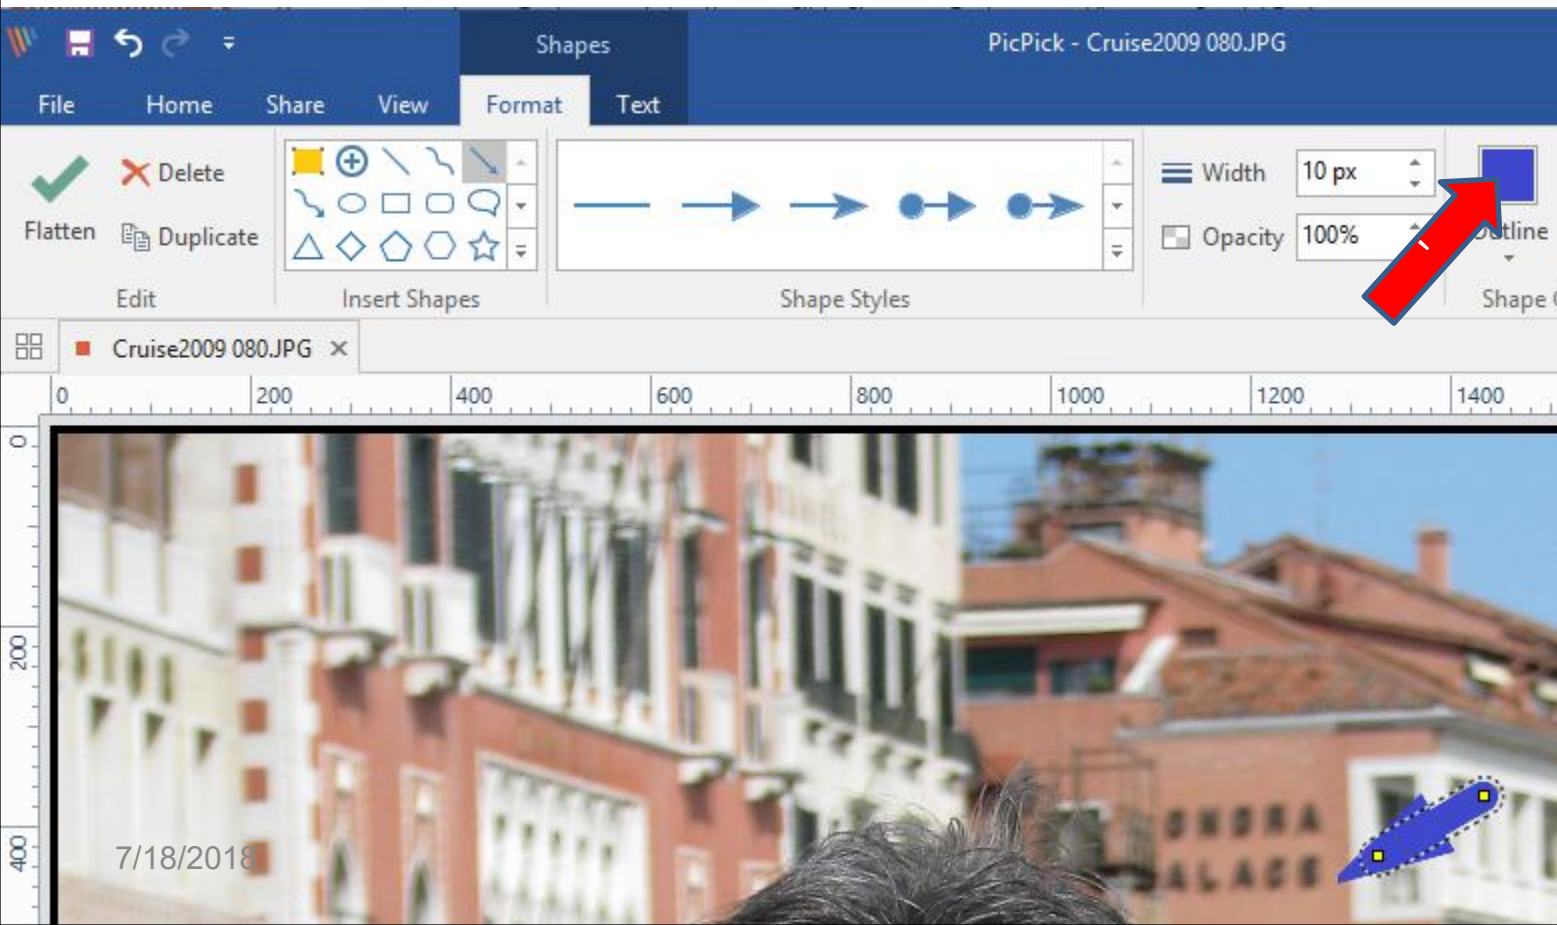 Shapes
PicPick - Cruise2009 080.JPG
File Home Share View Format Text
Delete
Width 10 px
Flatten
Duplicate
Opacity 100%
Outline
Edit
Insert Shapes
Shape Styles
Shape
Cruise2009 080.JPG
0 200 400 600 800 1000 1200 1400
0
200
400
7/18/2018